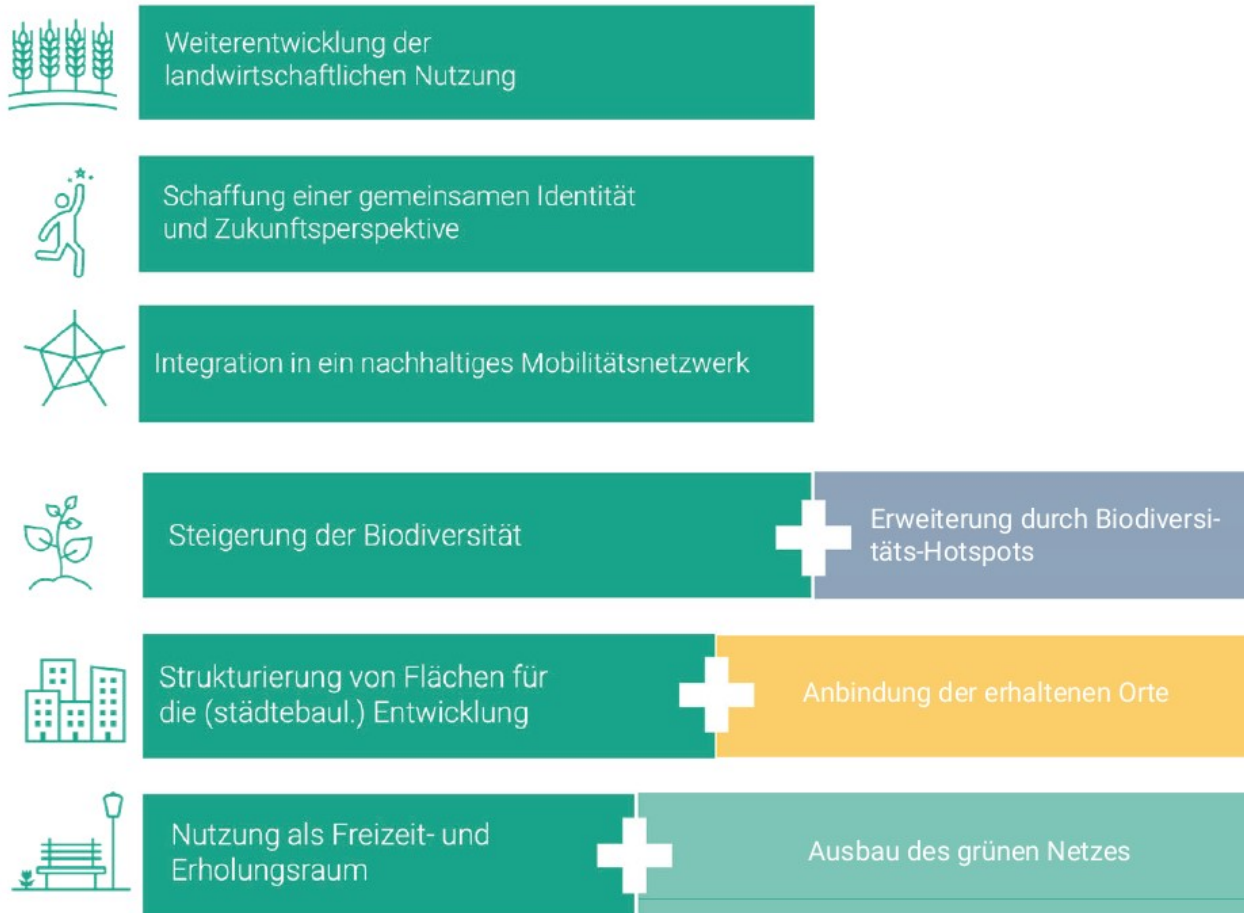 Weiterentwicklung der
landwirtschaftlichen Nutzung
Schaffung einer gemeinsamen Identität
und Zukunftsperspektive
Integration in ein nachhaltiges Mobilitätsnetzwerk
Steigerung der Biodiversität
Erweiterung durch Biodiversi-
täts-Hotspots
Strukturierung von Flächen für
die (städtebaul.) Entwicklung
Anbindung der erhaltenen Orte
Nutzung als Freizeit- und
Erholungsraum
Ausbau des grünen Netzes